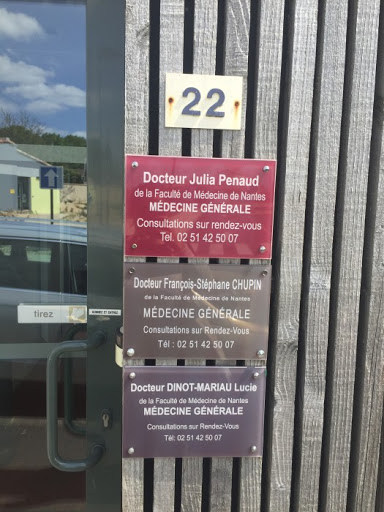 22
Docteur Julia Penaud
de la Faculté de Médecine de Nantes
MÉDECINE GÉNÉRALE
Consultations sur rendez-vous
Tel. 02 51 42 50 07
Docteur François-Stéphane CHUPIN
de la Faculté de Médecine de Nantes
MÉDECINE GÉNÉRALE
Consultations sur Rendez-Vous
Tél : 02 51 42 50 07
tirez
Docteur DINOT-MARIAU Lucie
de la Faculté de Médecine de Nantes
MÉDECINE GÉNÉRALE
Consultations sur Rendez-Vous
Tél: 02 51 42 50 07